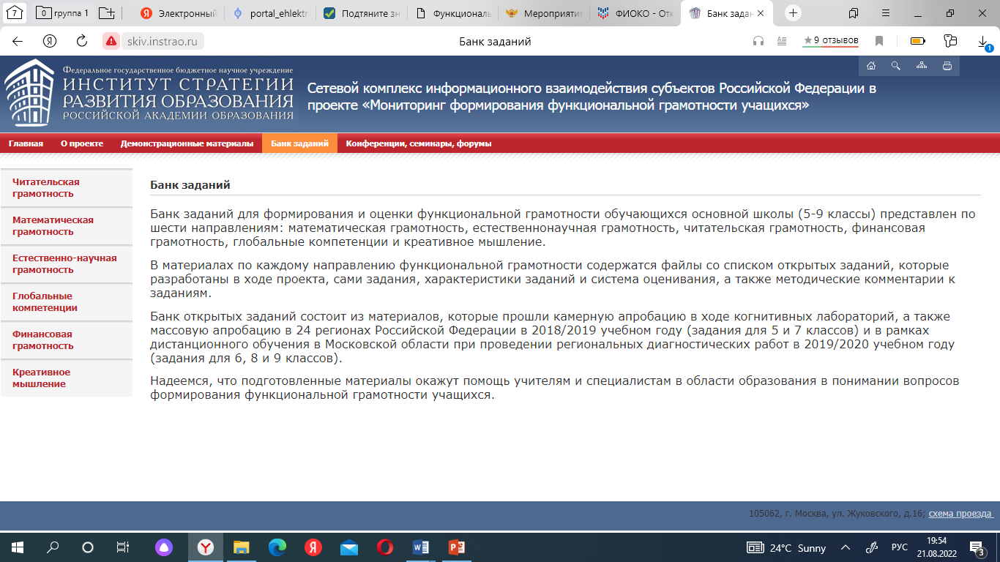 7
0 группа 1
Электронный
portal_ehlektr
Подтяните зн
Функциональ
Мероприятия
ФИОКО - Отк
Банк задан
skiv.instrao.ru
Банк заданий
9 отзывов
1
Федеральное государственное бюджетное научное учреждение
ИНСТИТУТ СТРАТЕГИИ
РАЗВИТИЯ ОБРАЗОВАНИЯ
РОССИЙСКОЙ АКАДЕМИИ ОБРАЗОВАНИЯ
Сетевой комплекс информационного взаимодействия субъектов Российской Федерации в
проекте «Мониторинг формирования функциональной грамотности учащихся»
Главная
О проекте
Демонстрационные материалы
Банк заданий
Конференции, семинары, форумы
Читательская
грамотность
Математическая
грамотность
Естественно-научная
грамотность
Глобальные
компетенции
Финансовая
грамотность
Креативное
мышление
Банк заданий
Банк заданий для формирования и оценки функциональной грамотности обучающихся основной школы (5-9 классы) представлен по
шести направлениям: математическая грамотность, естественнонаучная грамотность, читательская грамотность, финансовая
грамотность, глобальные компетенции и креативное мышление.
В материалах по каждому направлению функциональной грамотности содержатся файлы со списком открытых заданий, которые
разработаны в ходе проекта, сами задания, характеристики заданий и система оценивания, а также методические комментарии к
заданиям.
Банк открытых заданий состоит из материалов, которые прошли камерную апробацию в ходе когнитивных лабораторий, а также
массовую апробацию в 24 регионах Российской Федерации в 2018/2019 учебном году (задания для 5 и 7 классов) и в рамках
дистанционного обучения в Московской области при проведении региональных диагностических работ в 2019/2020 учебном году
(задания для 6, 8 и 9 классов).
Надеемся, что подготовленные материалы окажут помощь учителям и специалистам в области образования в понимании вопросов
формирования функциональной грамотности учащихся.
105062, г. Москва, ул. Жуковского, д.16; схема проезда
24°C Sunny
РУС
19:54
21.08.2022
3